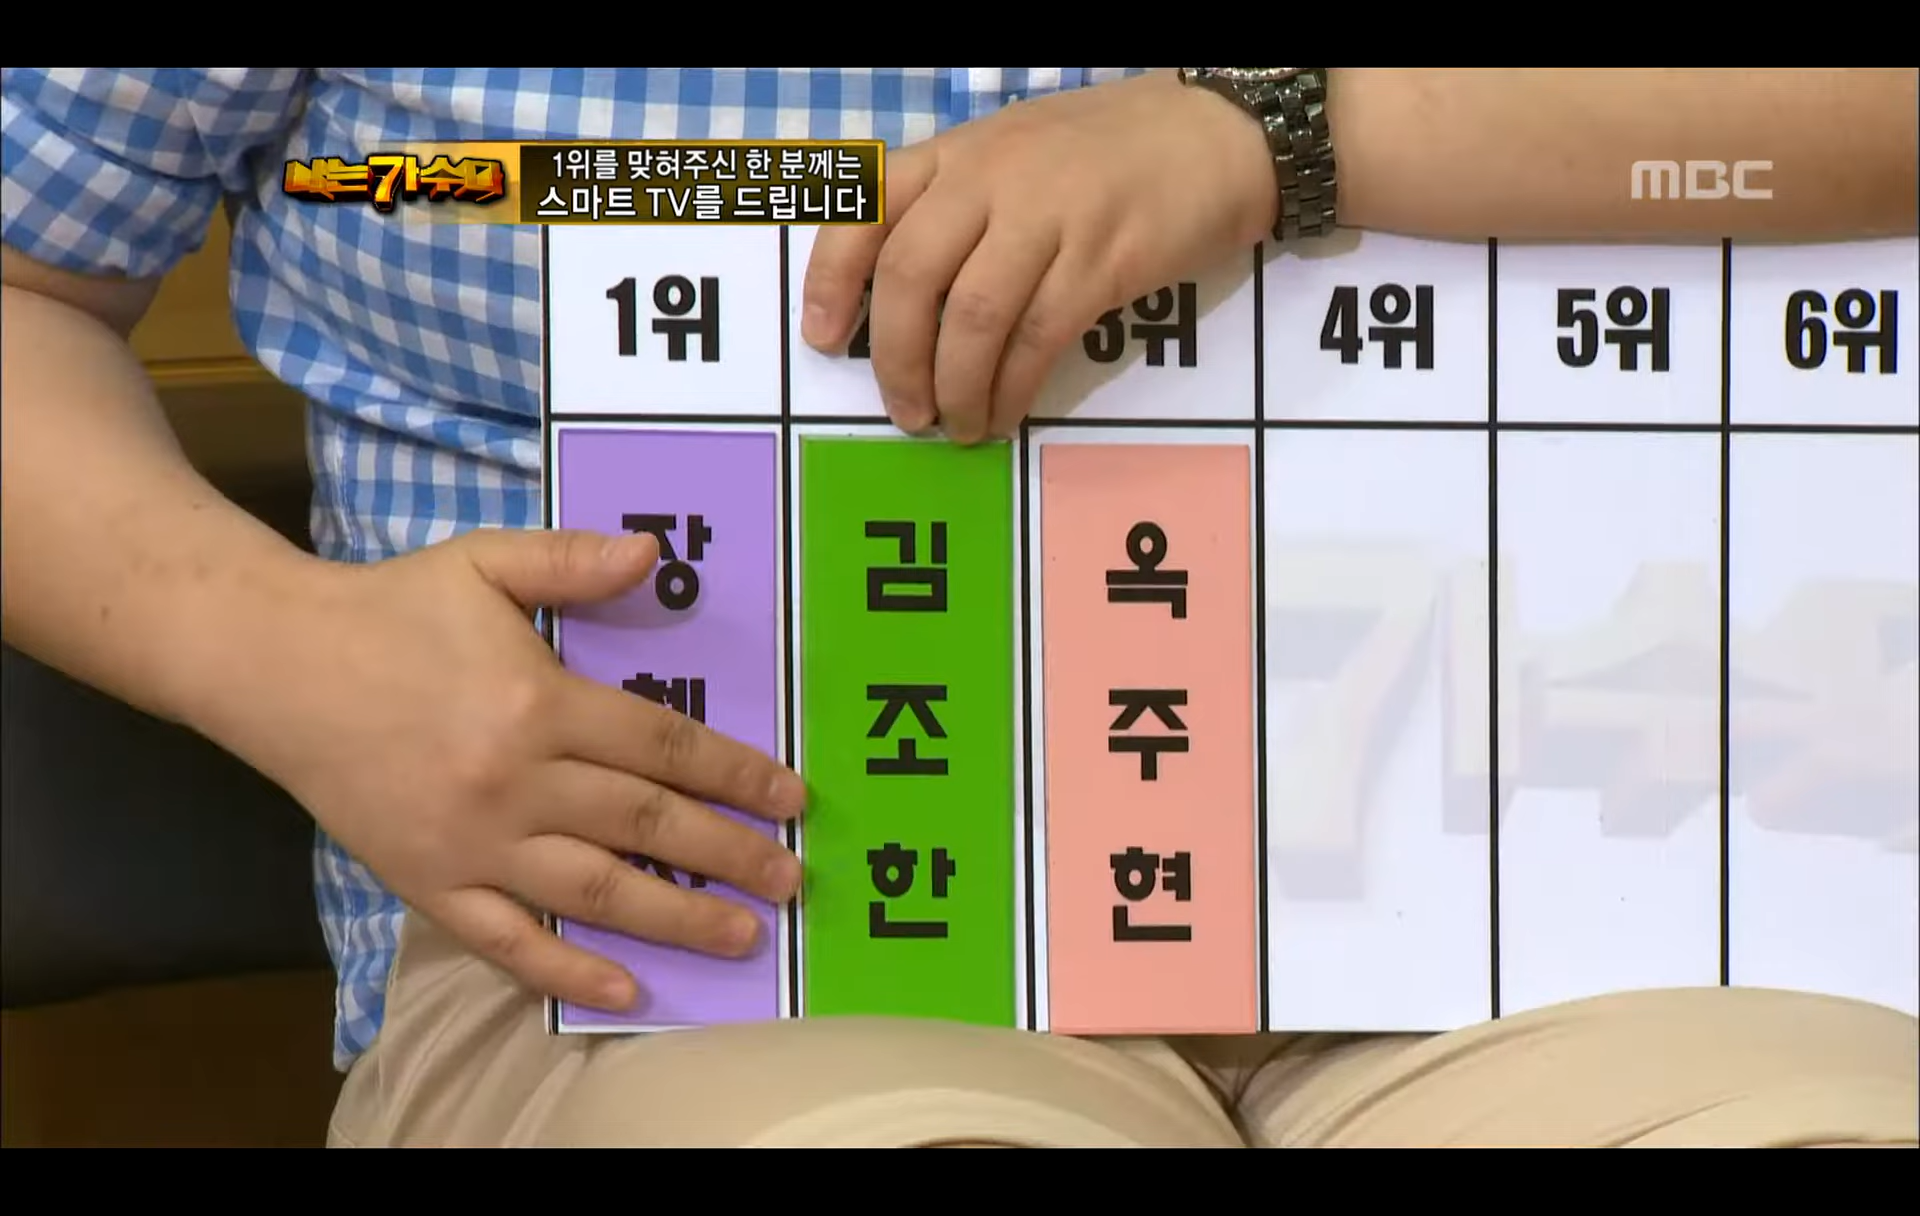 나는 가수다
1위를 맞혀주신 한 분께는
스마트 TV를 드립니다
MBC
1위
3위
4위
5위
6위
장
김조한
옥주현